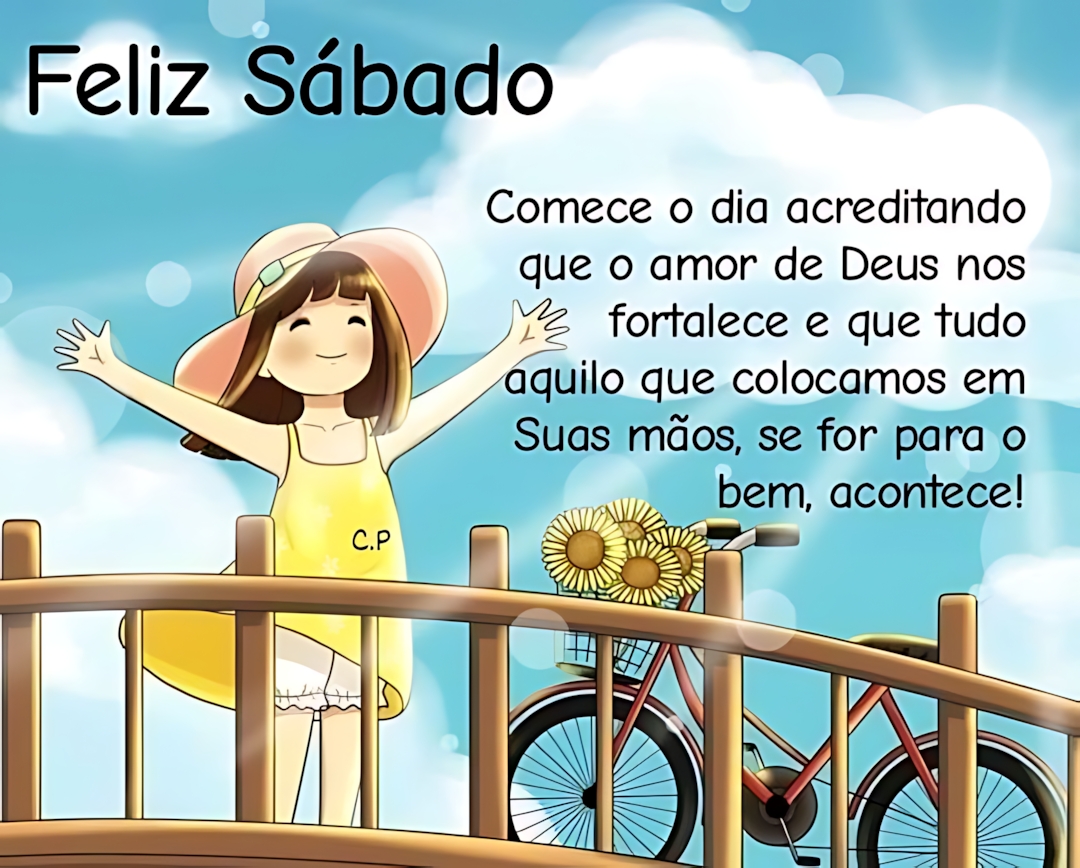 Feliz Sábado
Comece o dia acreditando
que o amor de Deus nos
fortalece e que tudo
aquilo que colocamos em
Suas mãos, se for para o
bem, acontece!
C.P